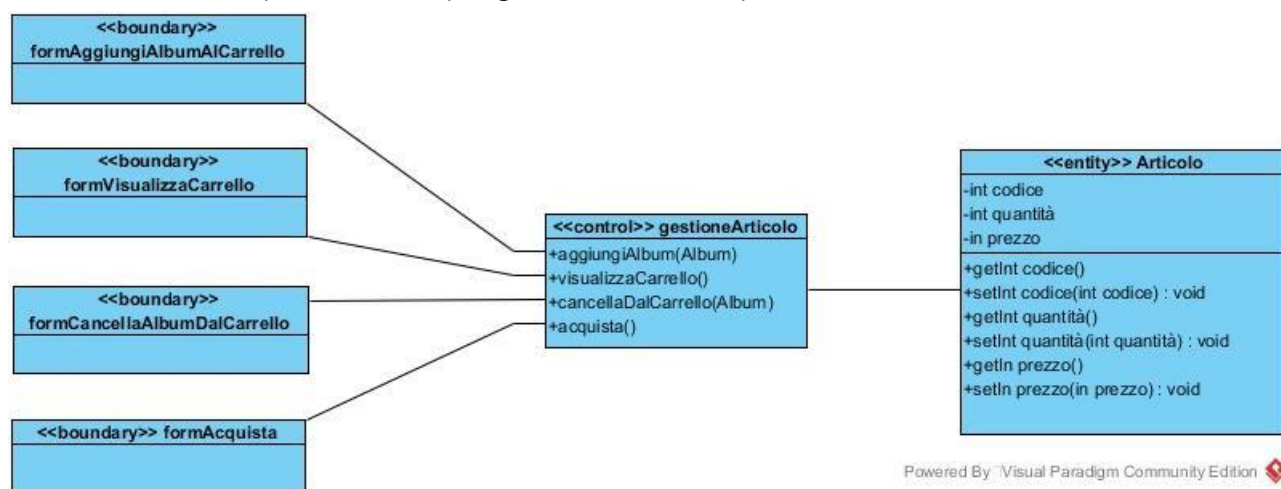 <<boundary>>
formAggiungiAlbumAlCarrello
<<boundary>>
formVisualizzaCarrello
<<boundary>>
formCancellaAlbumDalCarrello
<<boundary>> formAcquista
<<control>> gestioneArticolo
+aggiungiAlbum(Album)
+visualizzaCarrello()
+cancellaDalCarrello(Album)
+acquista()
<<entity>> Articolo
-int codice
-int quantità
-in prezzo
+getInt codice()
+setInt codice(int codice) : void
+getInt quantità()
+setInt quantità(int quantità) : void
+getIn prezzo()
+setIn prezzo(in prezzo) : void
Powered By Visual Paradigm Community Edition